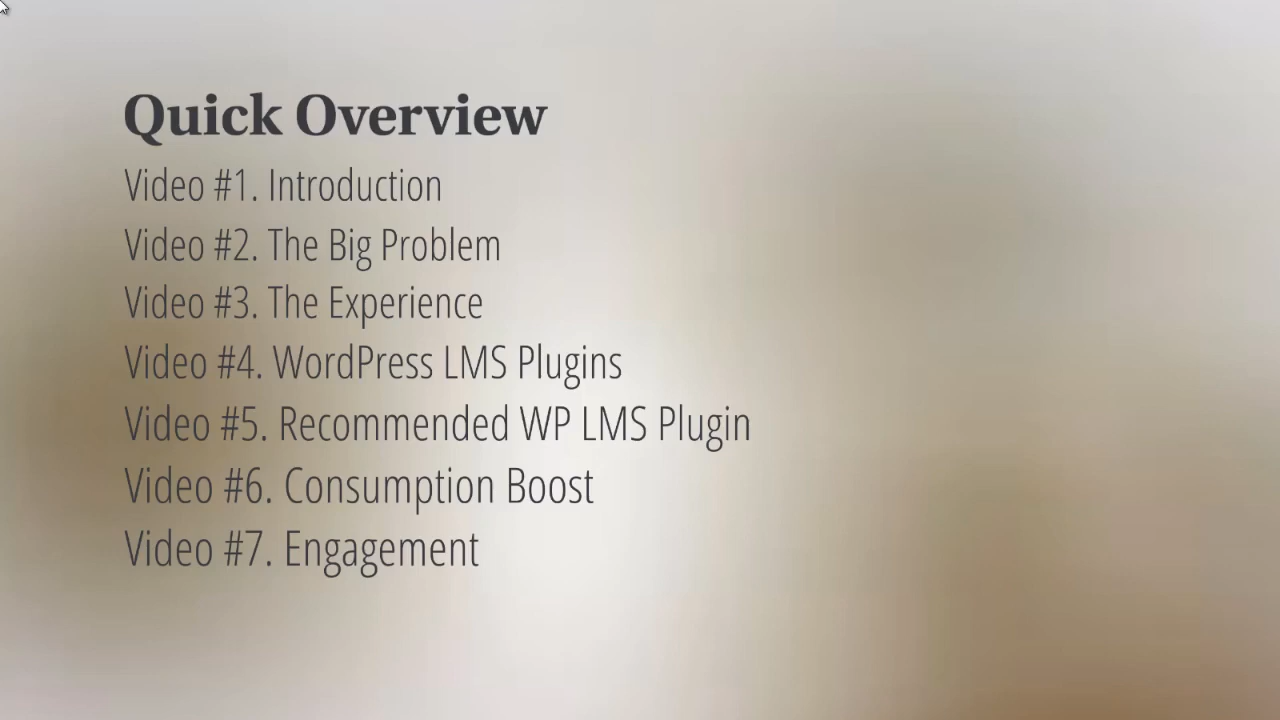 Quick Overview
Video #1. Introduction
Video #2. The Big Problem
Video #3. The Experience
Video #4. WordPress LMS Plugins
Video #5. Recommended WP LMS Plugin
Video #6. Consumption Boost
Video #7. Engagement